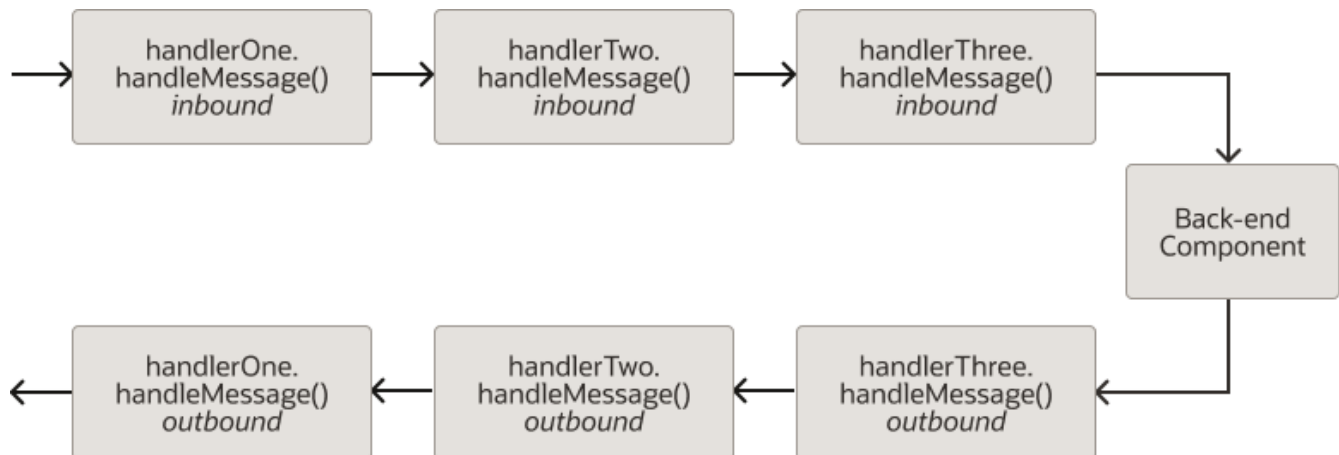 handlerOne.
handleMessage()
inbound
handlerTwo.
handleMessage()
inbound
handlerThree.
handleMessage()
inbound
Back-end
Component
handlerOne.
handleMessage()
outbound
handlerTwo.
handleMessage()
outbound
handlerThree.
handleMessage()
outbound